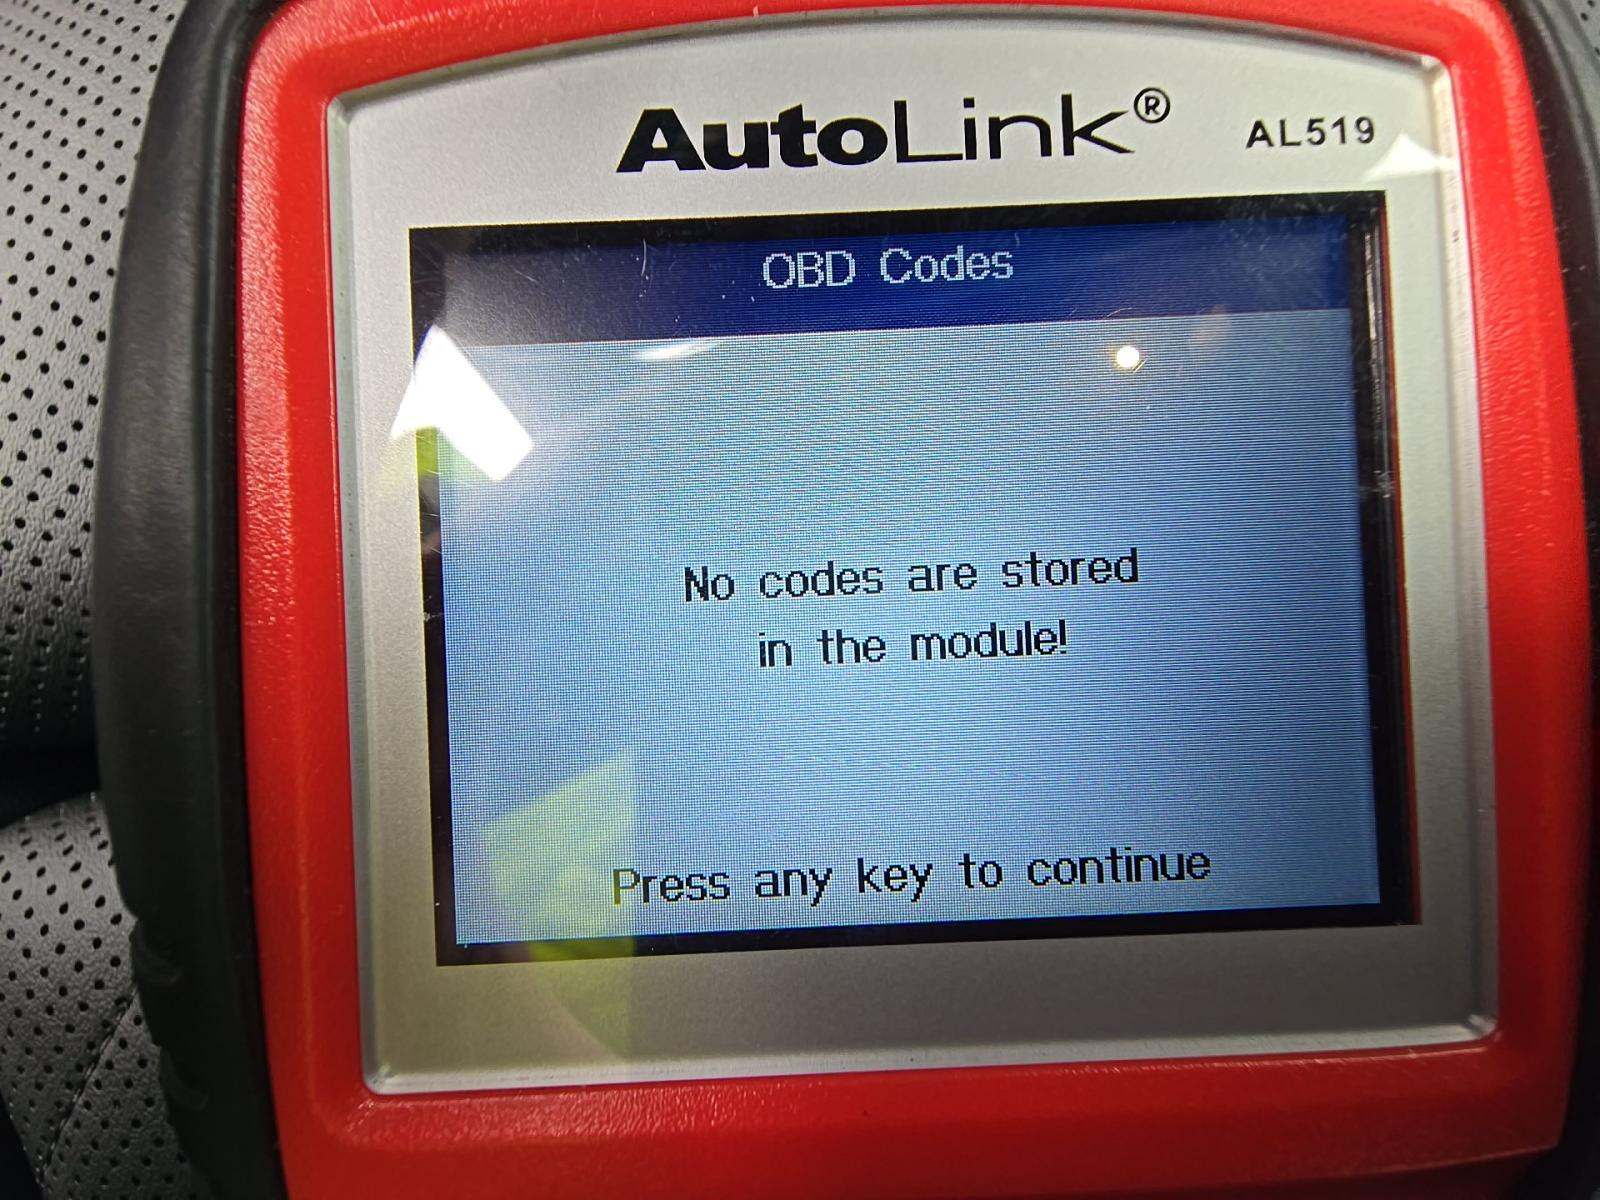 AutoLink® AL519
OBD Codes
No codes are stored
in the module!
Press any key to continue